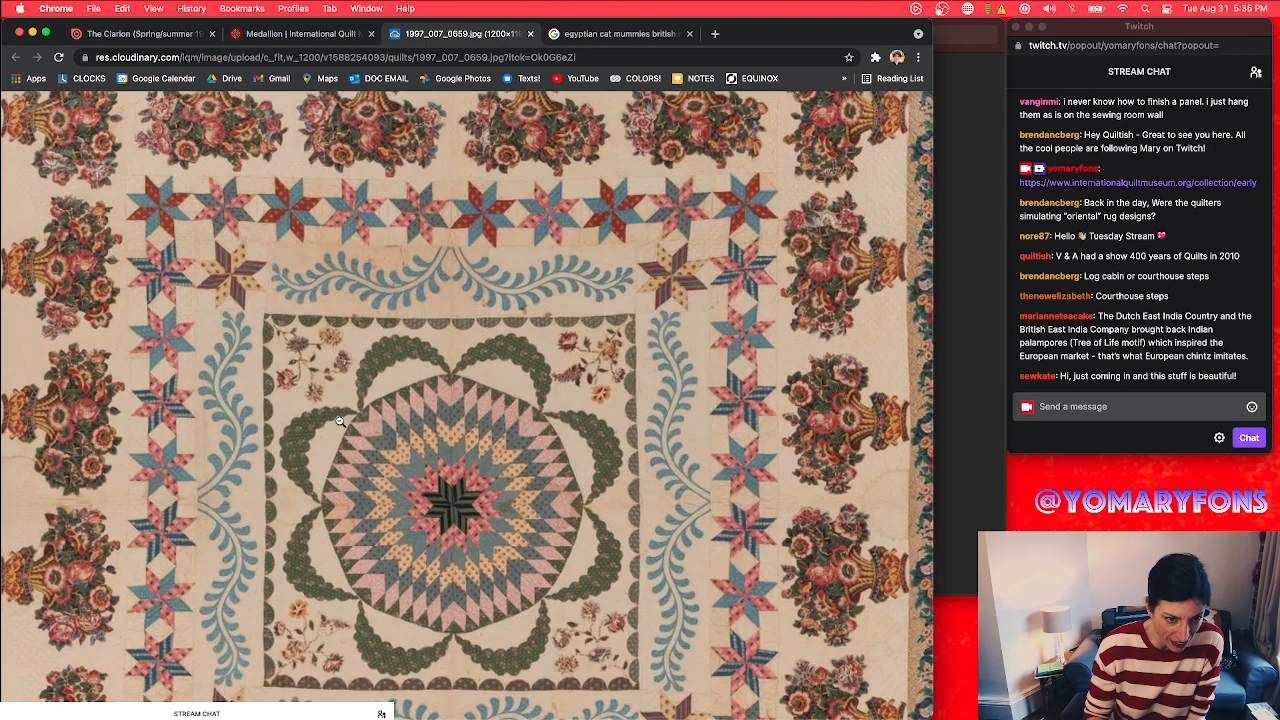 Chrome File Edit View History Bookmarks Profiles Tab Window Help Tue Aug 31 5:35 PM
The Clarion (Spring/summer 19
Medallion | International Quilt
1997_007_0659.jpg (1200×11
egyptian cat mummies british
res.cloudinary.com/iqm/image/upload/c_fit,w_1200/v1588254093/quilts/1997_007_0659.jpg?itok=Ok0G6eZi
Apps CLOCKS Google Calendar Drive Gmail Maps DOC EMAIL Google Photos Texts! YouTube COLORS! NOTES EQUINOX » Reading List
Twitch
twitch.tv/popout/yomaryfons/chat?popout=
STREAM CHAT
vanginmi: i never know how to finish a panel. i just hang
them as is on the sewing room wall
brendancberg: Hey Quiltish - Great to see you here. All
the cool people are following Mary on Twitch!
yomaryfons:
https://www.internationalquiltmuseum.org/collection/early
brendancberg: Back in the day, Were the quilters
simulating "oriental" rug designs?
nore87: Hello 👋🏼 Tuesday Stream 💖
quiltish: V & A had a show 400 years of Quilts in 2010
brendancberg: Log cabin or courthouse steps
thenewelizabeth: Courthouse steps
marianneteacake: The Dutch East India Country and the
British East India Company brought back Indian
palampores (Tree of Life motif) which inspired the
European market - that's what European chintz imitates.
sewkate: Hi, just coming in and this stuff is beautiful!
Send a message
Chat
@YOMARYFONS
STREAM CHAT